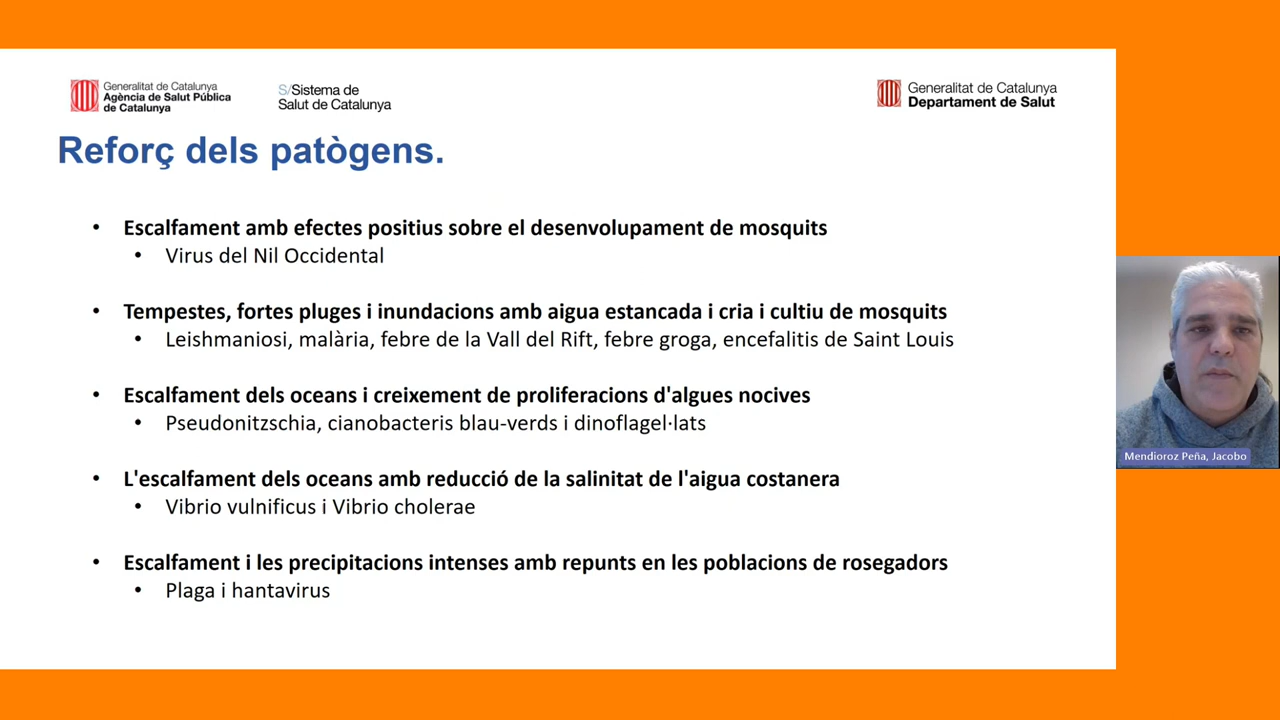 Generalitat de Catalunya
Agència de Salut Pública
de Catalunya
S/Sistema de
Salut de Catalunya
Generalitat de Catalunya
Departament de Salut
Reforç dels patògens.
• Escalfament amb efectes positius sobre el desenvolupament de mosquits
• Virus del Nil Occidental
• Tempestes, fortes pluges i inundacions amb aigua estancada i cria i cultiu de mosquits
• Leishmaniosi, malària, febre de la Vall del Rift, febre groga, encefalitis de Saint Louis
• Escalfament dels oceans i creixement de proliferacions d'algues nocives
• Pseudonitzschia, cianobacteris blau-verds i dinoflagel·lats
• L'escalfament dels oceans amb reducció de la salinitat de l'aigua costanera
• Vibrio vulnificus i Vibrio cholerae
• Escalfament i les precipitacions intenses amb repunts en les poblacions de rosegadors
• Plaga i hantavirus
Mendioroz Peña, Jacobo